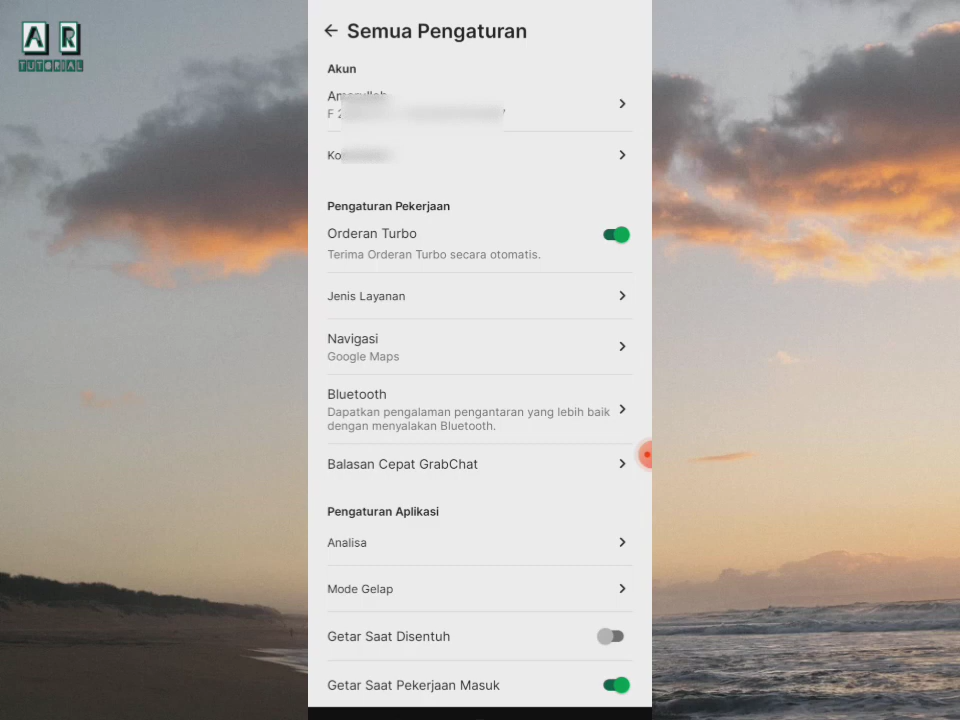 A R
TUTORIAL
Semua Pengaturan
Akun
F
Pengaturan Pekerjaan
Orderan Turbo
Terima Orderan Turbo secara otomatis.
Jenis Layanan
Navigasi
Google Maps
Bluetooth
Dapatkan pengalaman pengantaran yang lebih baik
dengan menyalakan Bluetooth.
Balasan Cepat GrabChat
Pengaturan Aplikasi
Analisa
Mode Gelap
Getar Saat Disentuh
Getar Saat Pekerjaan Masuk